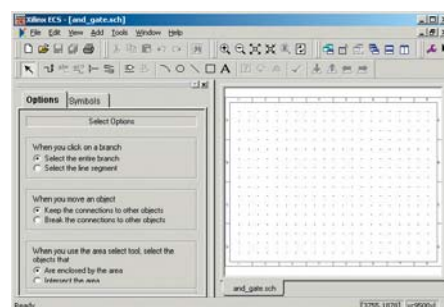 Xilinx ECS - [and_gate.sch]
File Edit View Add Tools Window Help
Options Symbols
Select Options
When you click on a branch
Select the entire branch
Select the line segment
When you move an object
Keep the connections to other objects
Break the connections to other objects
When you use the area select tool, select the
objects that
Are enclosed by the area
Intersect the area
and_gate.sch
Ready